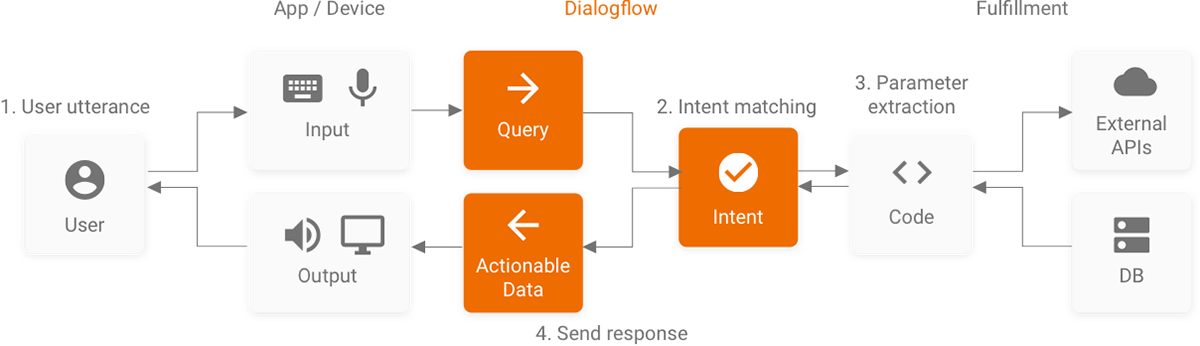 App / Device
Dialogflow
Fulfillment
1. User utterance
Input
Query
2. Intent matching
3. Parameter
extraction
External
APIs
User
Intent
Code
Output
Actionable
Data
DB
4. Send response